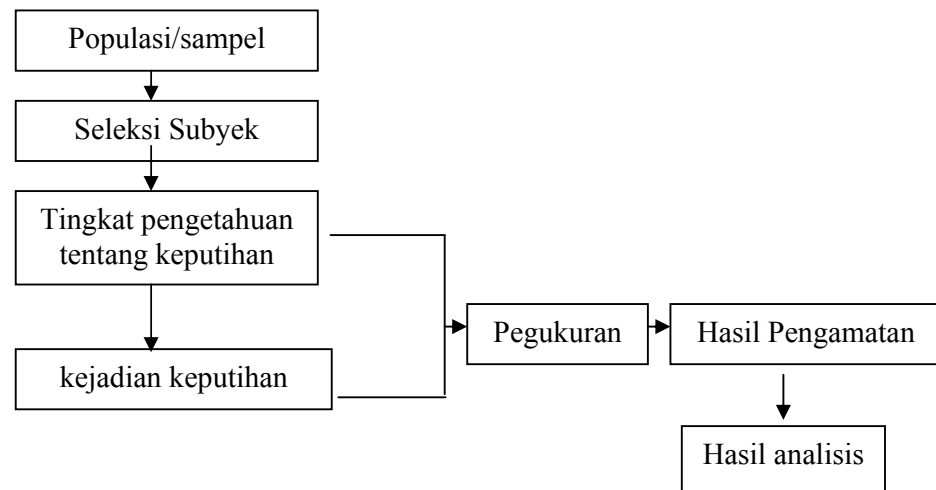 Populasi/sampel
Seleksi Subyek
Tingkat pengetahuan
tentang keputihan
kejadian keputihan
Pegukuran
Hasil Pengamatan
Hasil analisis